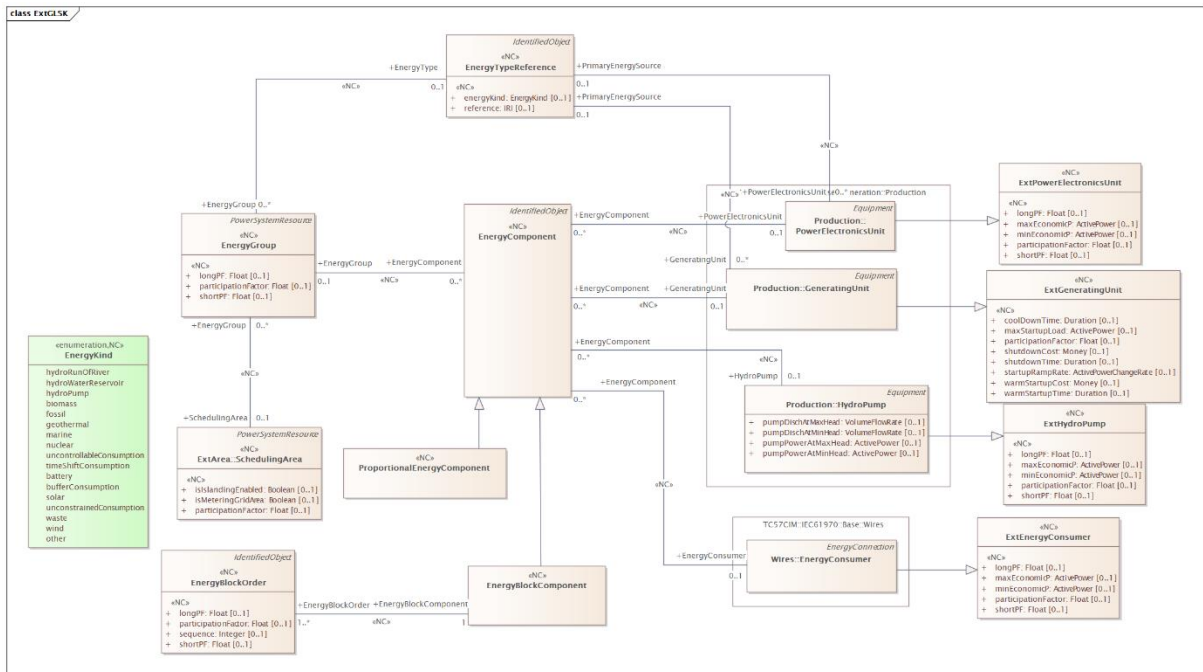 class ExtGLSK
IdentifiedObject
«NC»
EnergyTypeReference
«NC»
+ energyKind: EnergyKind [0..1]
+ reference: IRI [0..1]
+EnergyType
0..1
«NC»
+PrimaryEnergySource
0..1
+PrimaryEnergySource
0..1
«NC»
«NC»
+EnergyGroup 0..*
PowerSystemResource
«NC»
EnergyGroup
«NC»
+ longPF: Float [0..1]
+ participationFactor: Float [0..1]
+ shortPF: Float [0..1]
+EnergyGroup
0..1
«NC»
+EnergyComponent
0..*
+EnergyGroup
0..*
«NC»
+SchedulingArea
0..1
PowerSystemResource
ExtArea::SchedulingArea
«NC»
+ isIslandingEnabled: Boolean [0..1]
+ isMeteringGridArea: Boolean [0..1]
+ participationFactor: Float [0..1]
IdentifiedObject
«NC»
EnergyComponent
+EnergyComponent
0..*
«NC»
+PowerElectronicsUnit
0..1
+PowerElectronicsUnit
0..*
neration::Production
Equipment
Production::
PowerElectronicsUnit
+GeneratingUnit
0..*
+EnergyComponent
0..*
«NC»
+GeneratingUnit
0..1
Equipment
Production::GeneratingUnit
+EnergyComponent
0..*
«NC»
+HydroPump
0..1
Equipment
Production::HydroPump
+ pumpDischAtMaxHead: VolumeFlowRate [0..1]
+ pumpDischAtMinHead: VolumeFlowRate [0..1]
+ pumpPowerAtMaxHead: ActivePower [0..1]
+ pumpPowerAtMinHead: ActivePower [0..1]
+EnergyComponent
0..*
«NC»
+EnergyConsumer
0..1
TC57CIM::IEC61970::Base::Wires
EnergyConnection
Wires::EnergyConsumer
«NC»
ExtPowerElectronicsUnit
«NC»
+ longPF: Float [0..1]
+ maxEconomicP: ActivePower [0..1]
+ minEconomicP: ActivePower [0..1]
+ participationFactor: Float [0..1]
+ shortPF: Float [0..1]
«NC»
ExtGeneratingUnit
+ coolDownTime: Duration [0..1]
+ maxStartupLoad: ActivePower [0..1]
+ participationFactor: Float [0..1]
+ shutdownCost: Money [0..1]
+ shutdownTime: Duration [0..1]
+ startupRampRate: ActivePowerChangeRate [0..1]
+ warmStartupCost: Money [0..1]
+ warmStartupTime: Duration [0..1]
«NC»
ExtHydroPump
«NC»
+ longPF: Float [0..1]
+ maxEconomicP: ActivePower [0..1]
+ minEconomicP: ActivePower [0..1]
+ participationFactor: Float [0..1]
+ shortPF: Float [0..1]
«NC»
ExtEnergyConsumer
«NC»
+ longPF: Float [0..1]
+ maxEconomicP: ActivePower [0..1]
+ minEconomicP: ActivePower [0..1]
+ participationFactor: Float [0..1]
+ shortPF: Float [0..1]
«enumeration,NC»
EnergyKind
hydroRunOfRiver
hydroWaterReservoir
hydroPump
biomass
fossil
geothermal
marine
nuclear
uncontrollableConsumption
timeShiftConsumption
battery
bufferConsumption
solar
unconstrainedConsumption
waste
wind
other
«NC»
ProportionalEnergyComponent
«NC»
EnergyBlockComponent
IdentifiedObject
«NC»
EnergyBlockOrder
«NC»
+ longPF: Float [0..1]
+ participationFactor: Float [0..1]
+ sequence: Integer [0..1]
+ shortPF: Float [0..1]
+EnergyBlockOrder
1..*
«NC»
+EnergyBlockComponent
1